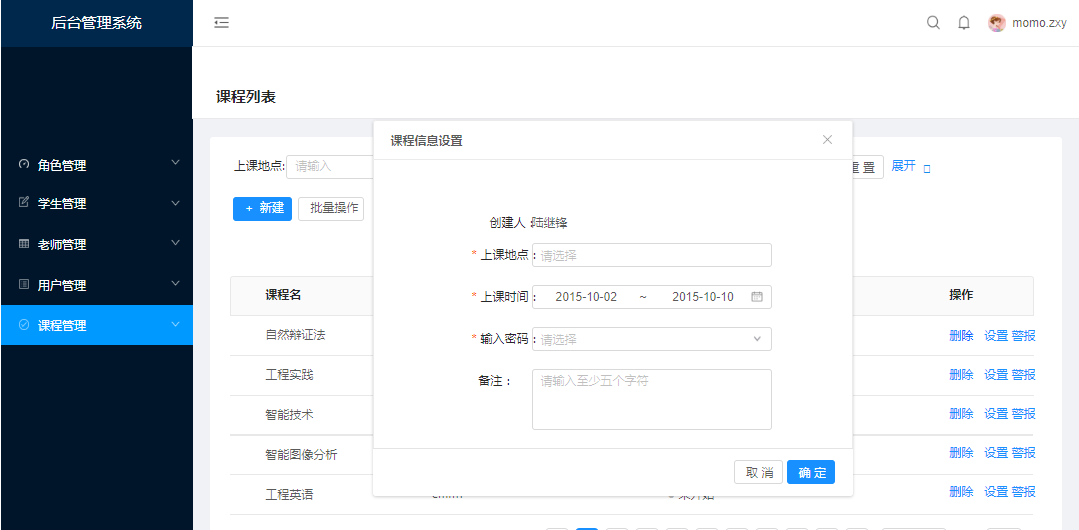 后台管理系统
momo.zxy
课程列表
角色管理
学生管理
老师管理
用户管理
课程管理
上课地点: 请输入
重 置 展开
+ 新建 批量操作
课程名 操作
自然辩证法 删除 设置 警报
工程实践 删除 设置 警报
智能技术 删除 设置 警报
智能图像分析 删除 设置 警报
工程英语 删除 设置 警报
课程信息设置
创建人 :陆继锋
* 上课地点 : 请选择
* 上课时间 : 2015-10-02 ~ 2015-10-10
* 输入密码 : 请选择
备注 : 请输入至少五个字符
取 消 确 定